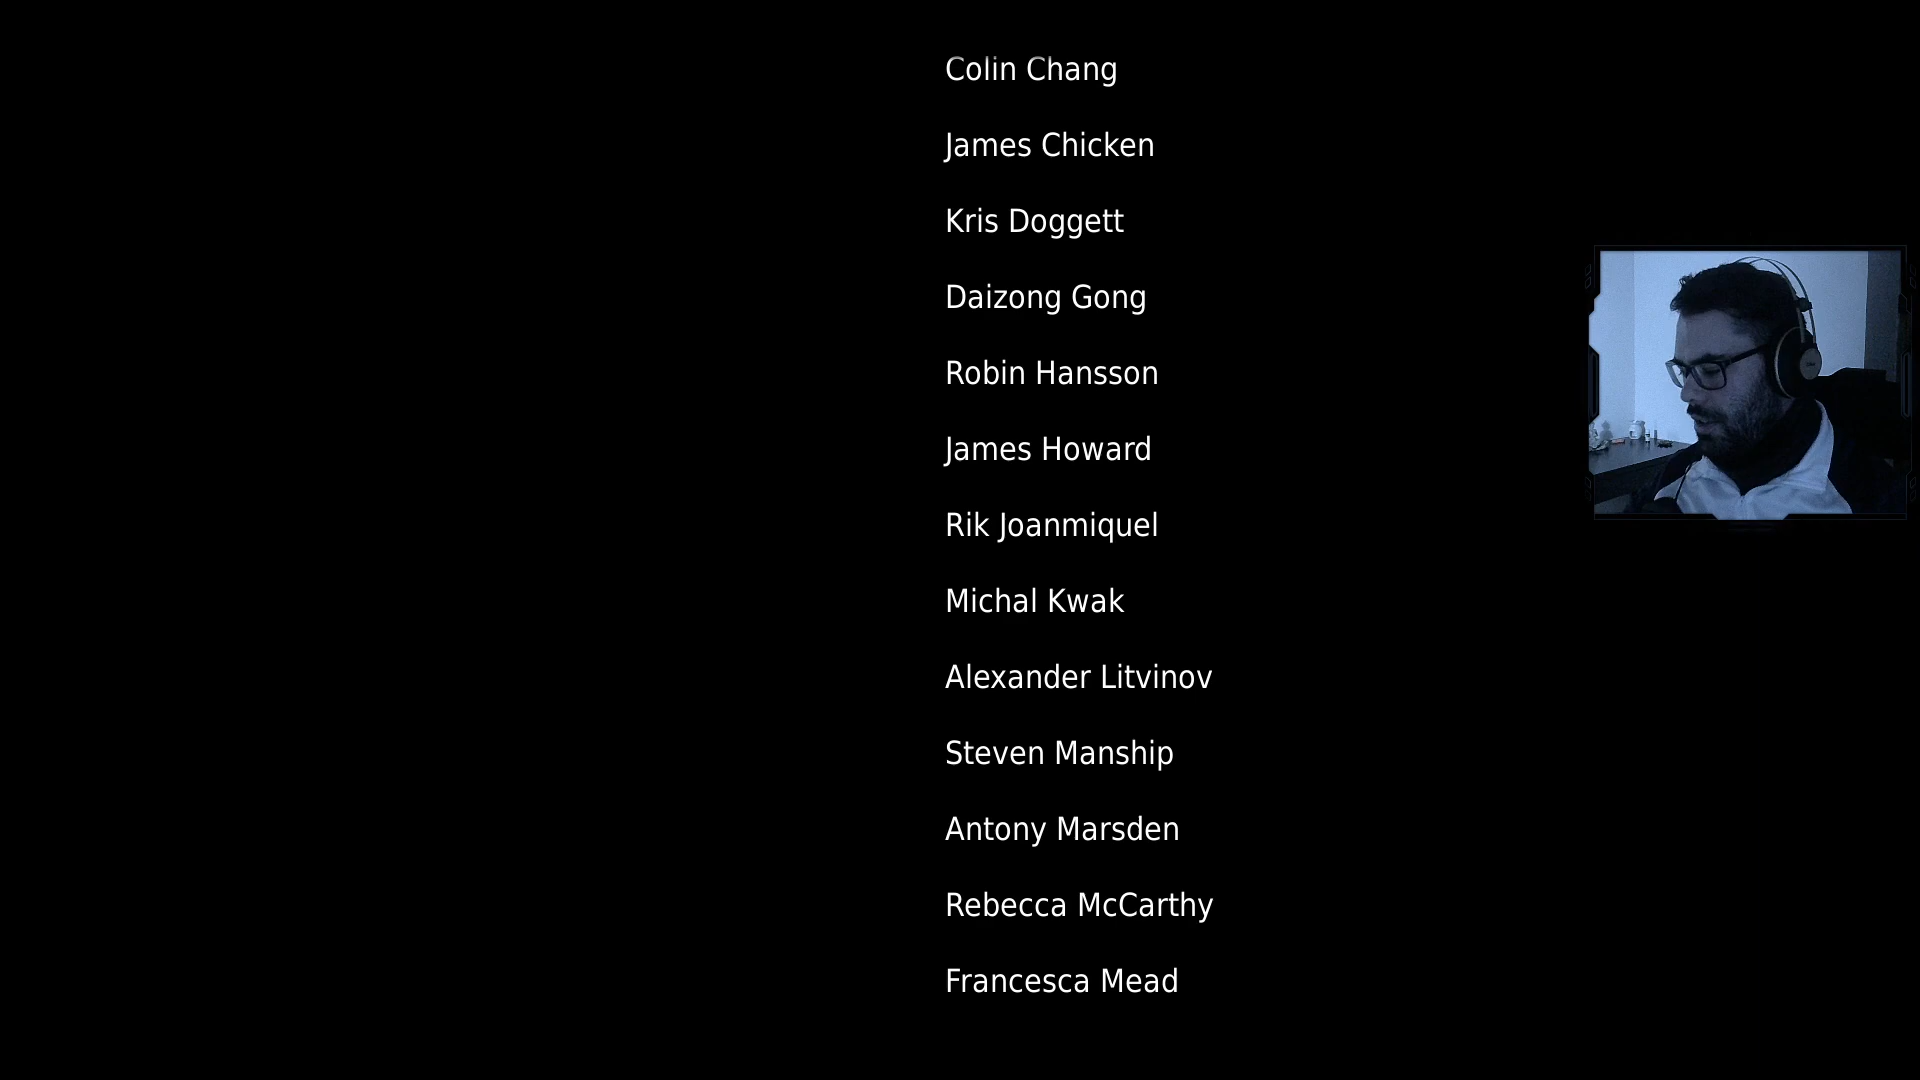 Colin Chang
James Chicken
Kris Doggett
Daizong Gong
Robin Hansson
James Howard
Rik Joanmiquel
Michal Kwak
Alexander Litvinov
Steven Manship
Antony Marsden
Rebecca McCarthy
Francesca Mead